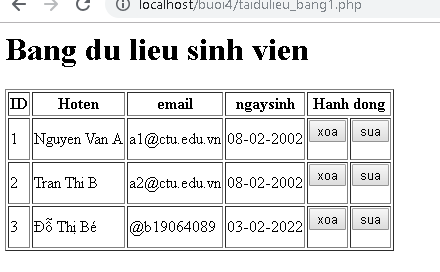 localhost/buoi4/taidulieu_bang1.php
Bang du lieu sinh vien
ID Hoten email ngaysinh Hanh dong
1 Nguyen Van A a1@ctu.edu.vn 08-02-2002 xoa sua
2 Tran Thi B a2@ctu.edu.vn 08-02-2002 xoa sua
3 Đỗ Thị Bé @b19064089 03-02-2022 xoa sua